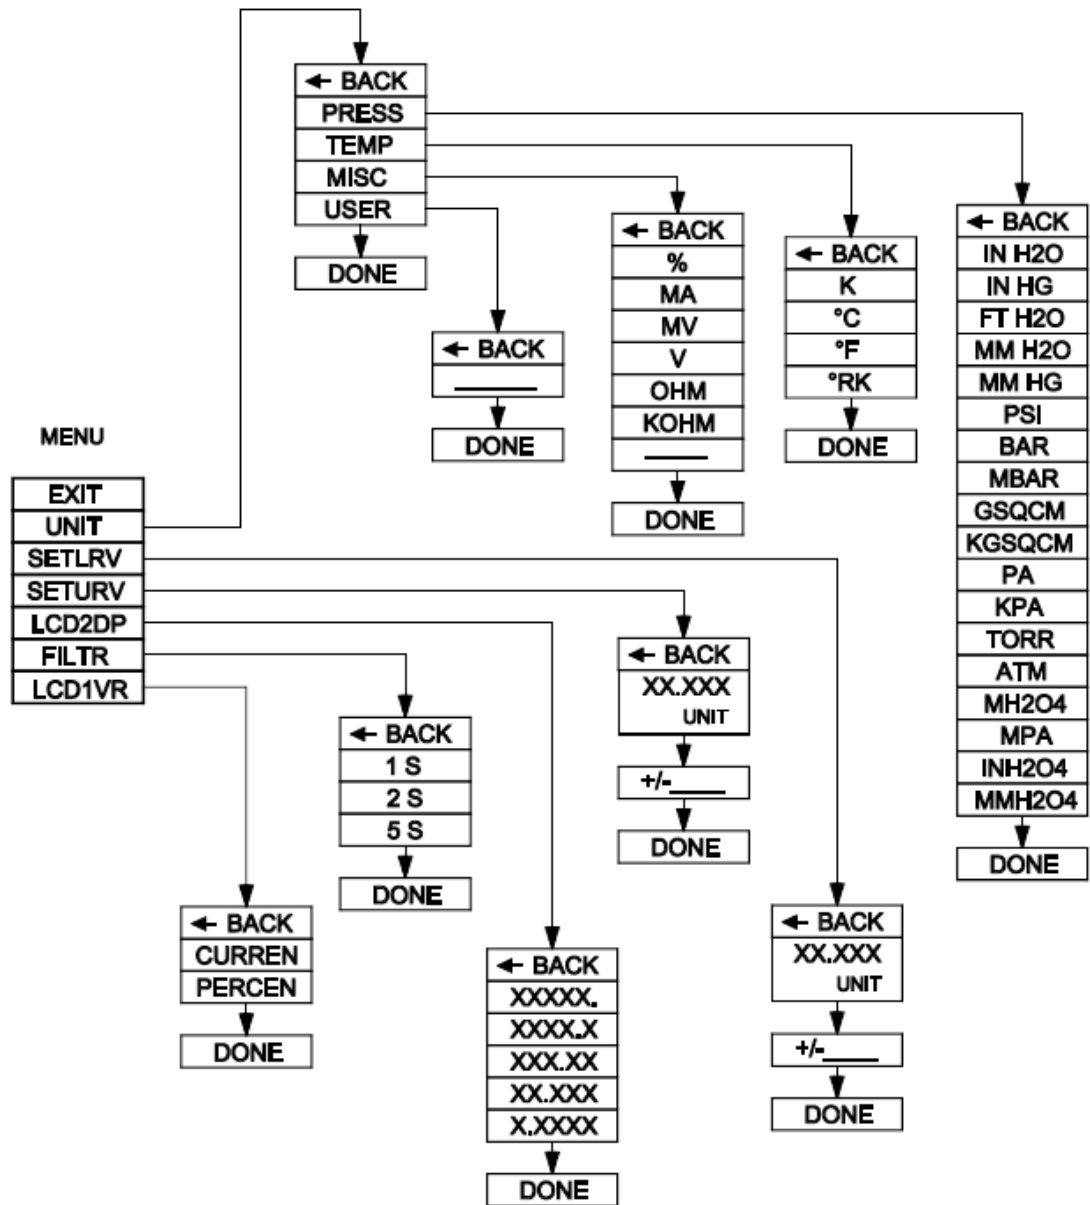 ← BACK
PRESS
TEMP
MISC
USER
DONE
← BACK
_____
DONE
← BACK
%
MA
MV
V
OHM
KOHM
____
DONE
← BACK
K
°C
°F
°RK
DONE
← BACK
IN H2O
IN HG
FT H2O
MM H2O
MM HG
PSI
BAR
MBAR
GSQCM
KGSQCM
PA
KPA
TORR
ATM
MH2O4
MPA
INH2O4
MMH2O4
DONE
MENU
EXIT
UNIT
SETLRV
SETURV
LCD2DP
FILTR
LCD1VR
← BACK
XX.XXX
UNIT
+/-____
DONE
← BACK
1 S
2 S
5 S
DONE
← BACK
CURREN
PERCEN
DONE
← BACK
XXXXX.
XXXX.X
XXX.XX
XX.XXX
X.XXXX
DONE
← BACK
XX.XXX
UNIT
+/-____
DONE